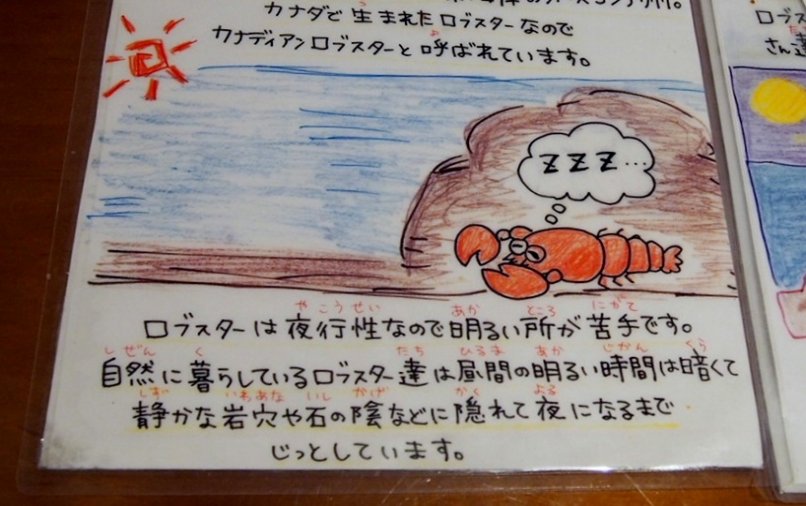 カナダで生まれたロブスターなので
カナディアンロブスターと呼ばれています。
ZZZ…
ロブスターは夜行性なので明るい所が苦手です。
自然に暮らしているロブスター達は昼間の明るい時間は暗くて
静かな岩穴や石の陰などに隠れて夜になるまで
じっとしています。
ロブス
さん達